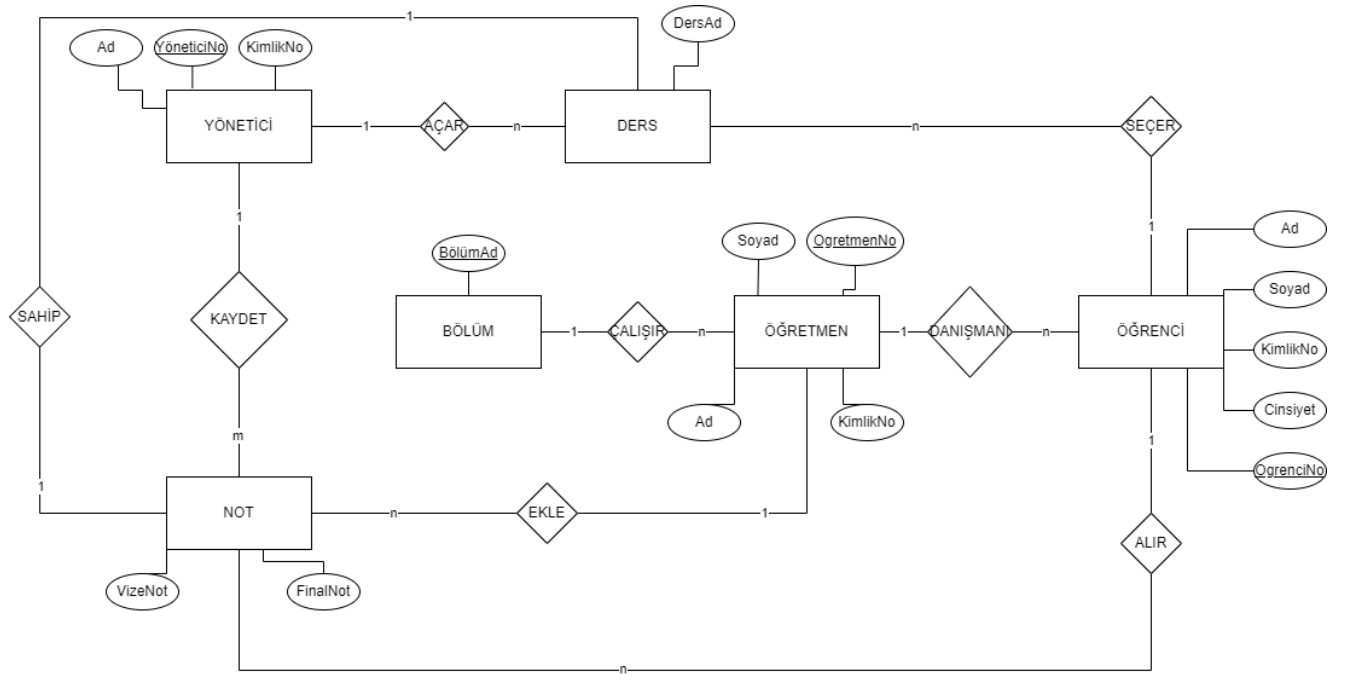 1
DersAd
Ad
YöneticiNo
KimlikNo
YÖNETİCİ
1
AÇAR
n
DERS
n
SEÇER
1
1
Soyad
OgretmenNo
Ad
BölümAd
Soyad
SAHİP
KAYDET
BÖLÜM
1
ÇALIŞIR
n
ÖĞRETMEN
1
DANIŞMANI
n
ÖĞRENCİ
KimlikNo
Ad
KimlikNo
Cinsiyet
m
1
OgrenciNo
1
NOT
n
EKLE
1
ALIR
VizeNot
FinalNot
n